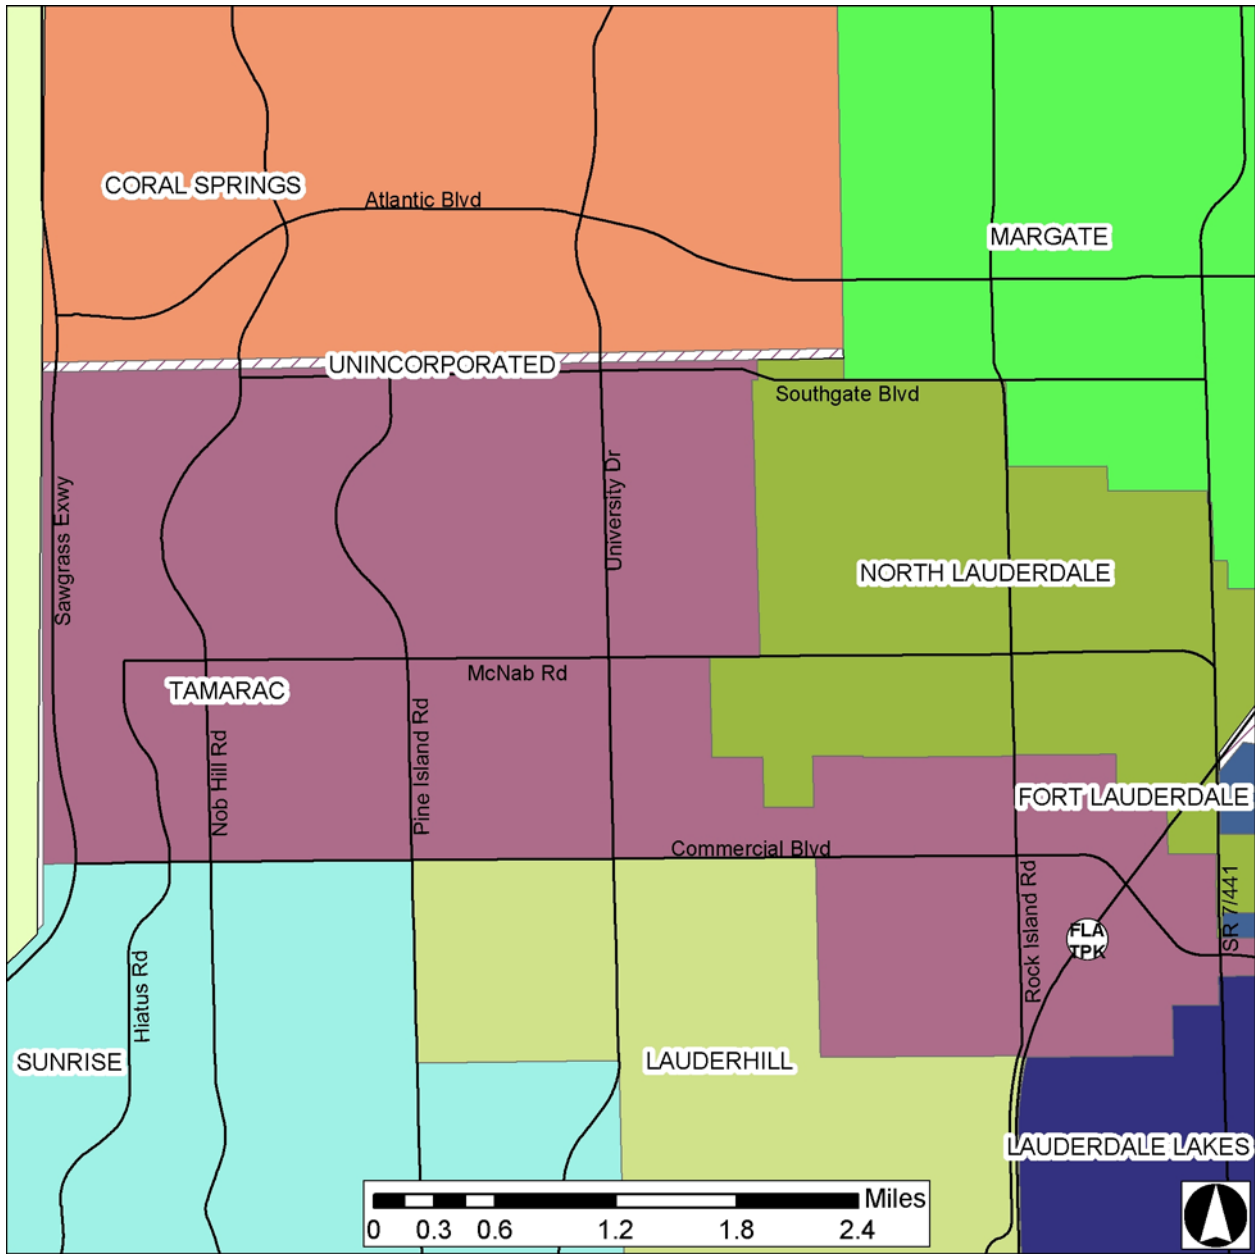 CORAL SPRINGS
Atlantic Blvd
MARGATE
UNINCORPORATED
Southgate Blvd
Sawgrass Exwy
University Dr
NORTH LAUDERDALE
McNab Rd
TAMARAC
Nob Hill Rd
Pine Island Rd
FORT LAUDERDALE
Commercial Blvd
Rock Island Rd
SR 7/441
FLA
TPK
Hiatus Rd
SUNRISE
LAUDERHILL
LAUDERDALE LAKES
Miles
0 0.3 0.6 1.2 1.8 2.4